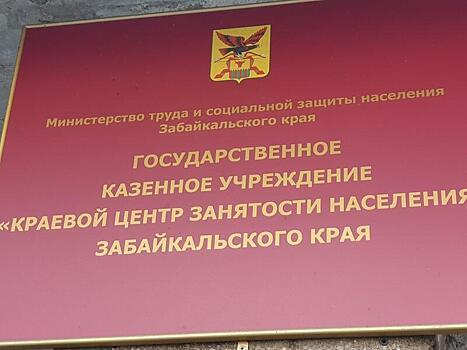 Министерство труда и социальной защиты населения
Забайкальского края
ГОСУДАРСТВЕННОЕ
КАЗЕННОЕ УЧРЕЖДЕНИЕ
«КРАЕВОЙ ЦЕНТР ЗАНЯТОСТИ НАСЕЛЕНИЯ
ЗАБАЙКАЛЬСКОГО КРАЯ